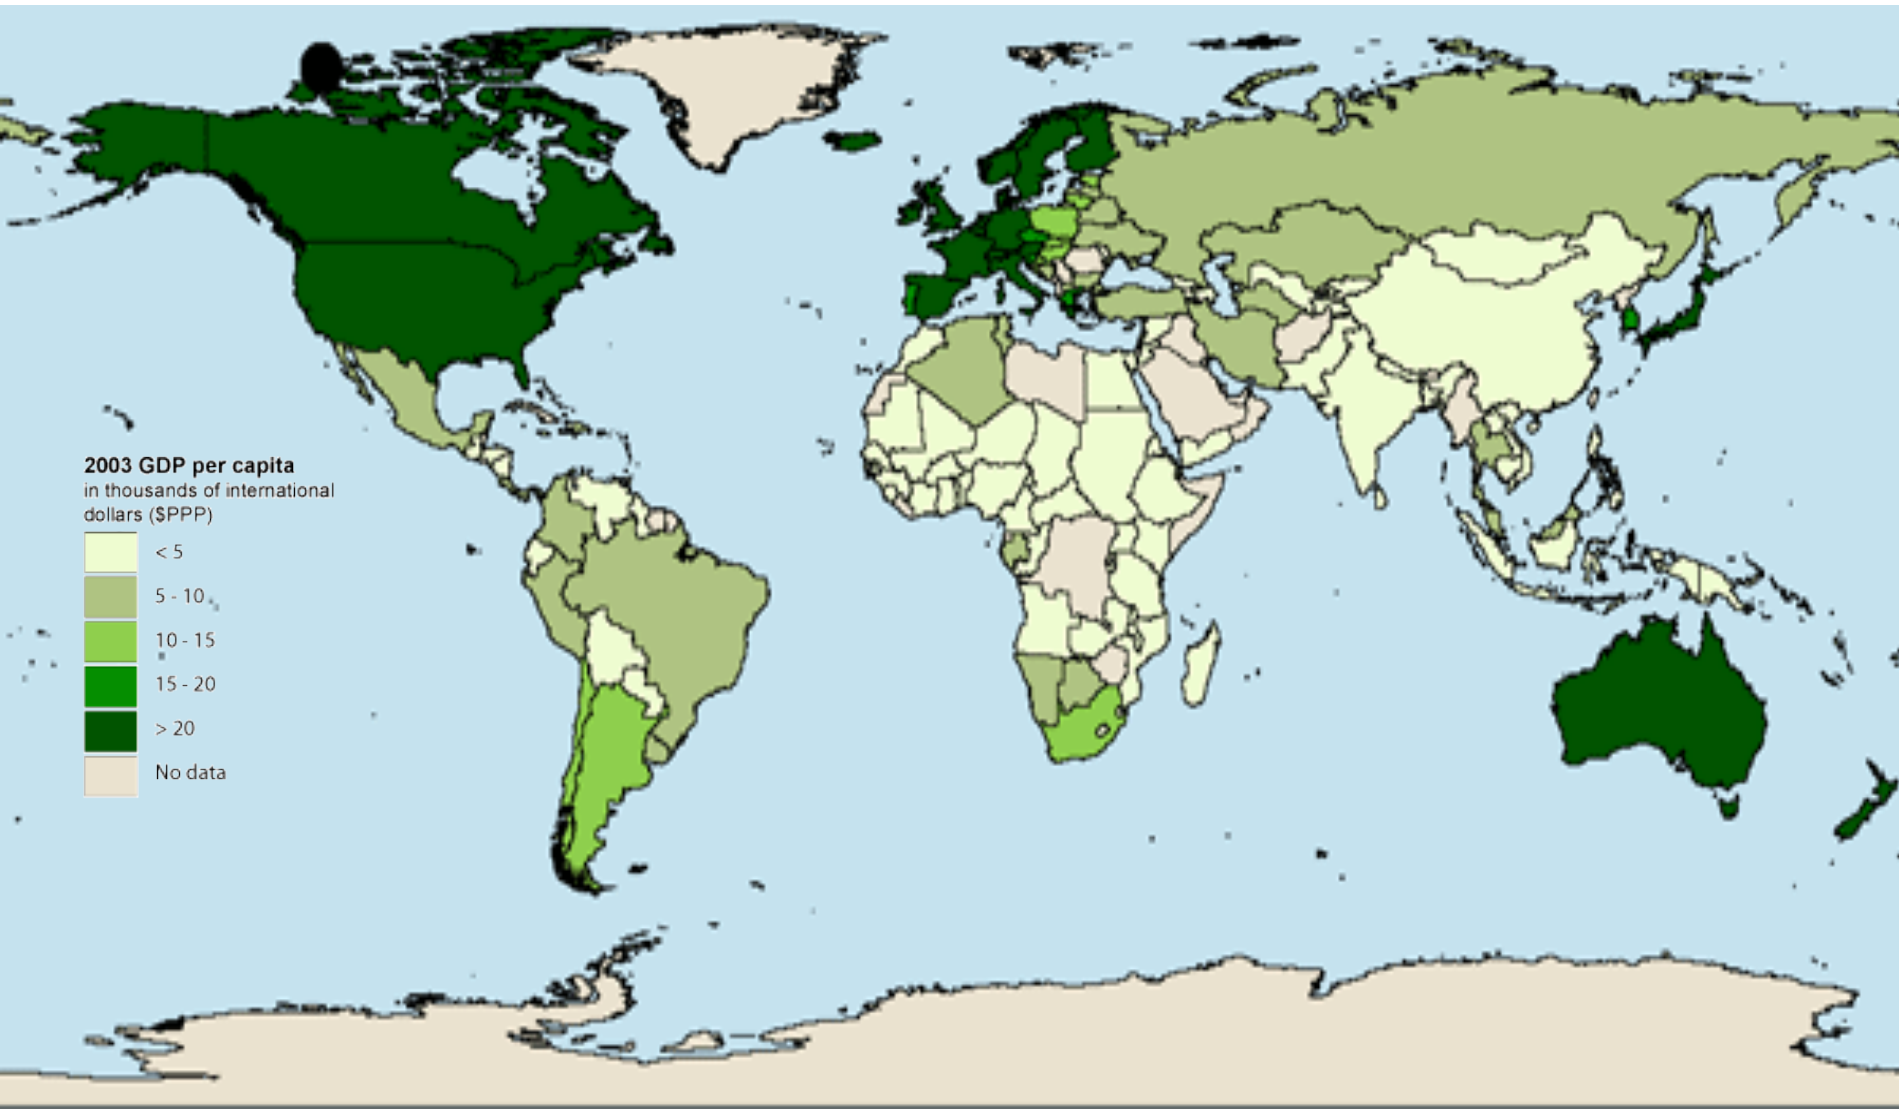 2003 GDP per capita
in thousands of international
dollars ($PPP)
< 5
5 - 10
10 - 15
15 - 20
> 20
No data